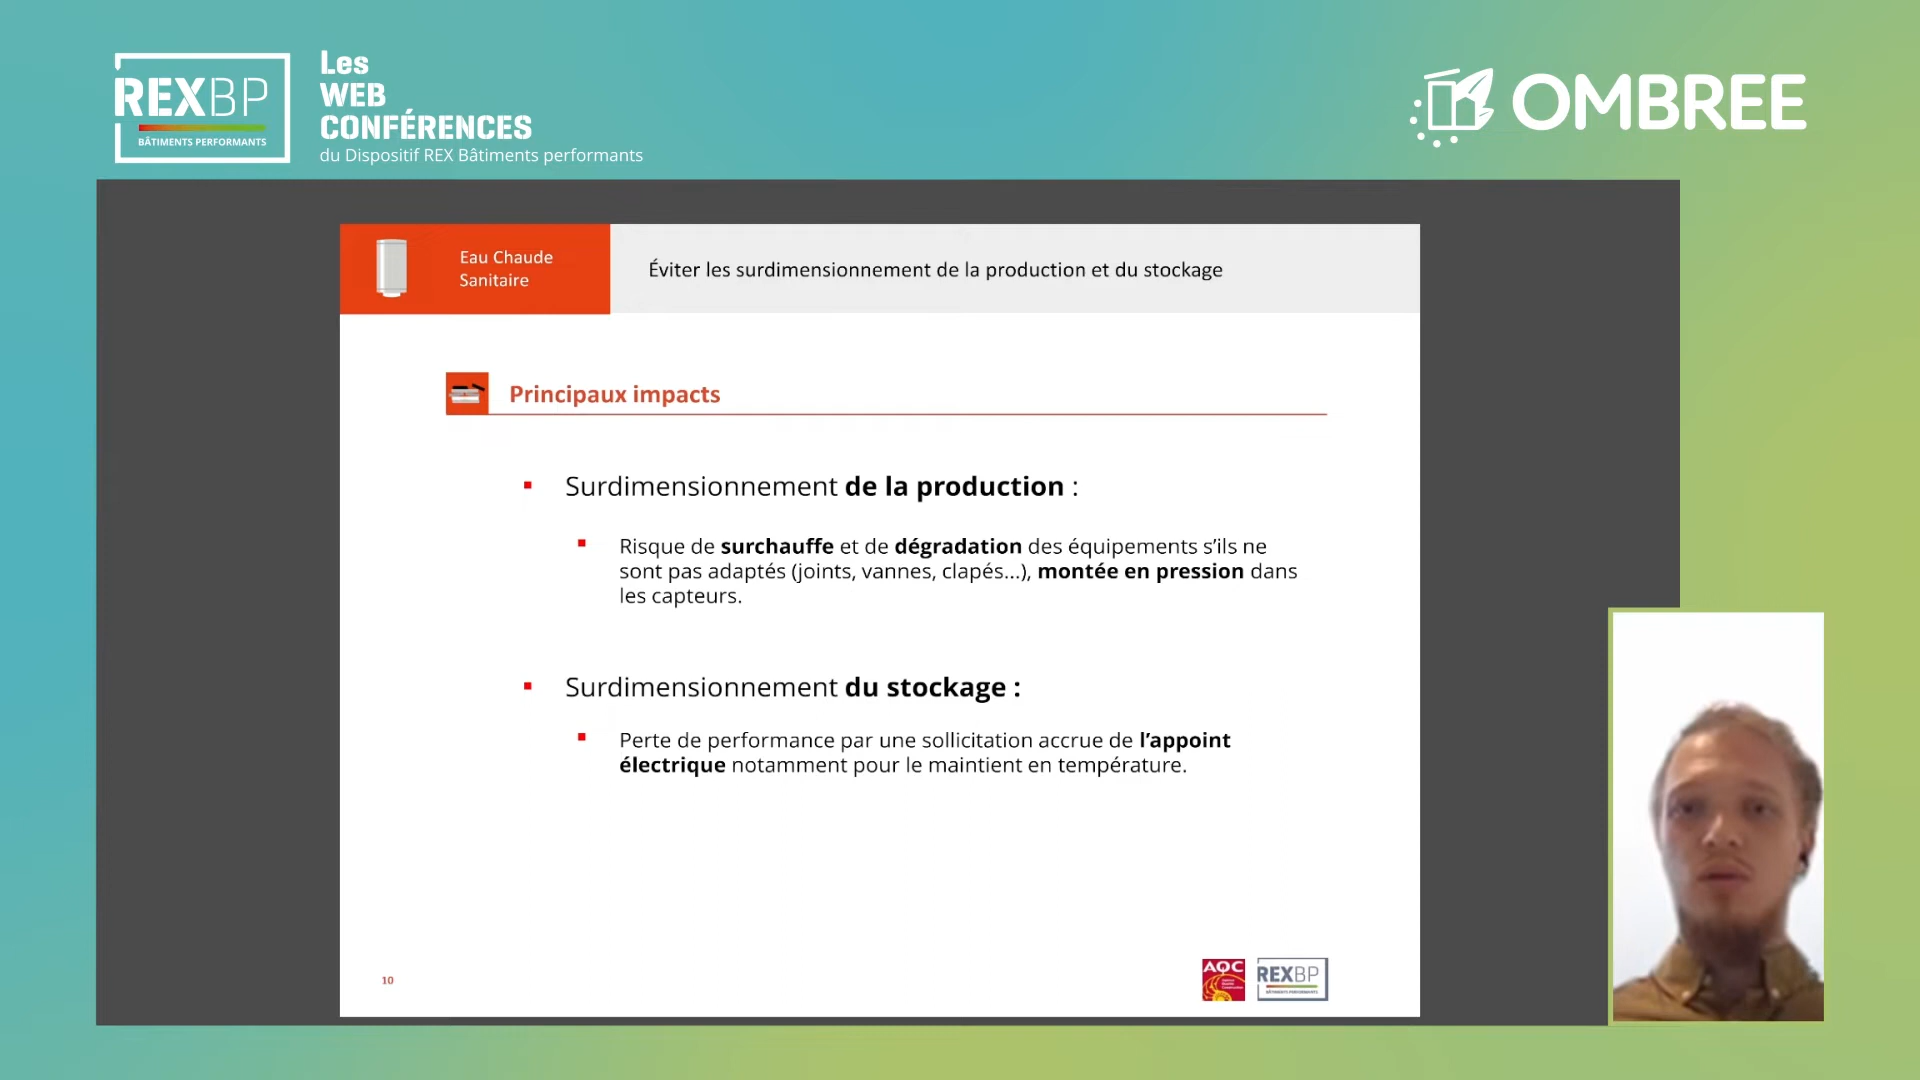 REXBP
BÂTIMENTS PERFORMANTS
Les
WEB
CONFÉRENCES
du Dispositif REX Bâtiments performants
OMBREE
Eau Chaude
Sanitaire
Éviter les surdimensionnement de la production et du stockage
Principaux impacts
Surdimensionnement de la production :
Risque de surchauffe et de dégradation des équipements s'ils ne
sont pas adaptés (joints, vannes, clapés...), montée en pression dans
les capteurs.
Surdimensionnement du stockage :
Perte de performance par une sollicitation accrue de l'appoint
électrique notamment pour le maintient en température.
10
AQC
REXBP
BÂTIMENTS PERFORMANTS